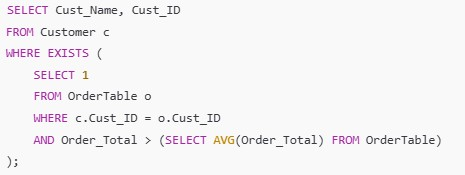 SELECT Cust_Name, Cust_ID
FROM Customer c
WHERE EXISTS (
    SELECT 1
    FROM OrderTable o
    WHERE c.Cust_ID = o.Cust_ID
    AND Order_Total > (SELECT AVG(Order_Total) FROM OrderTable)
);